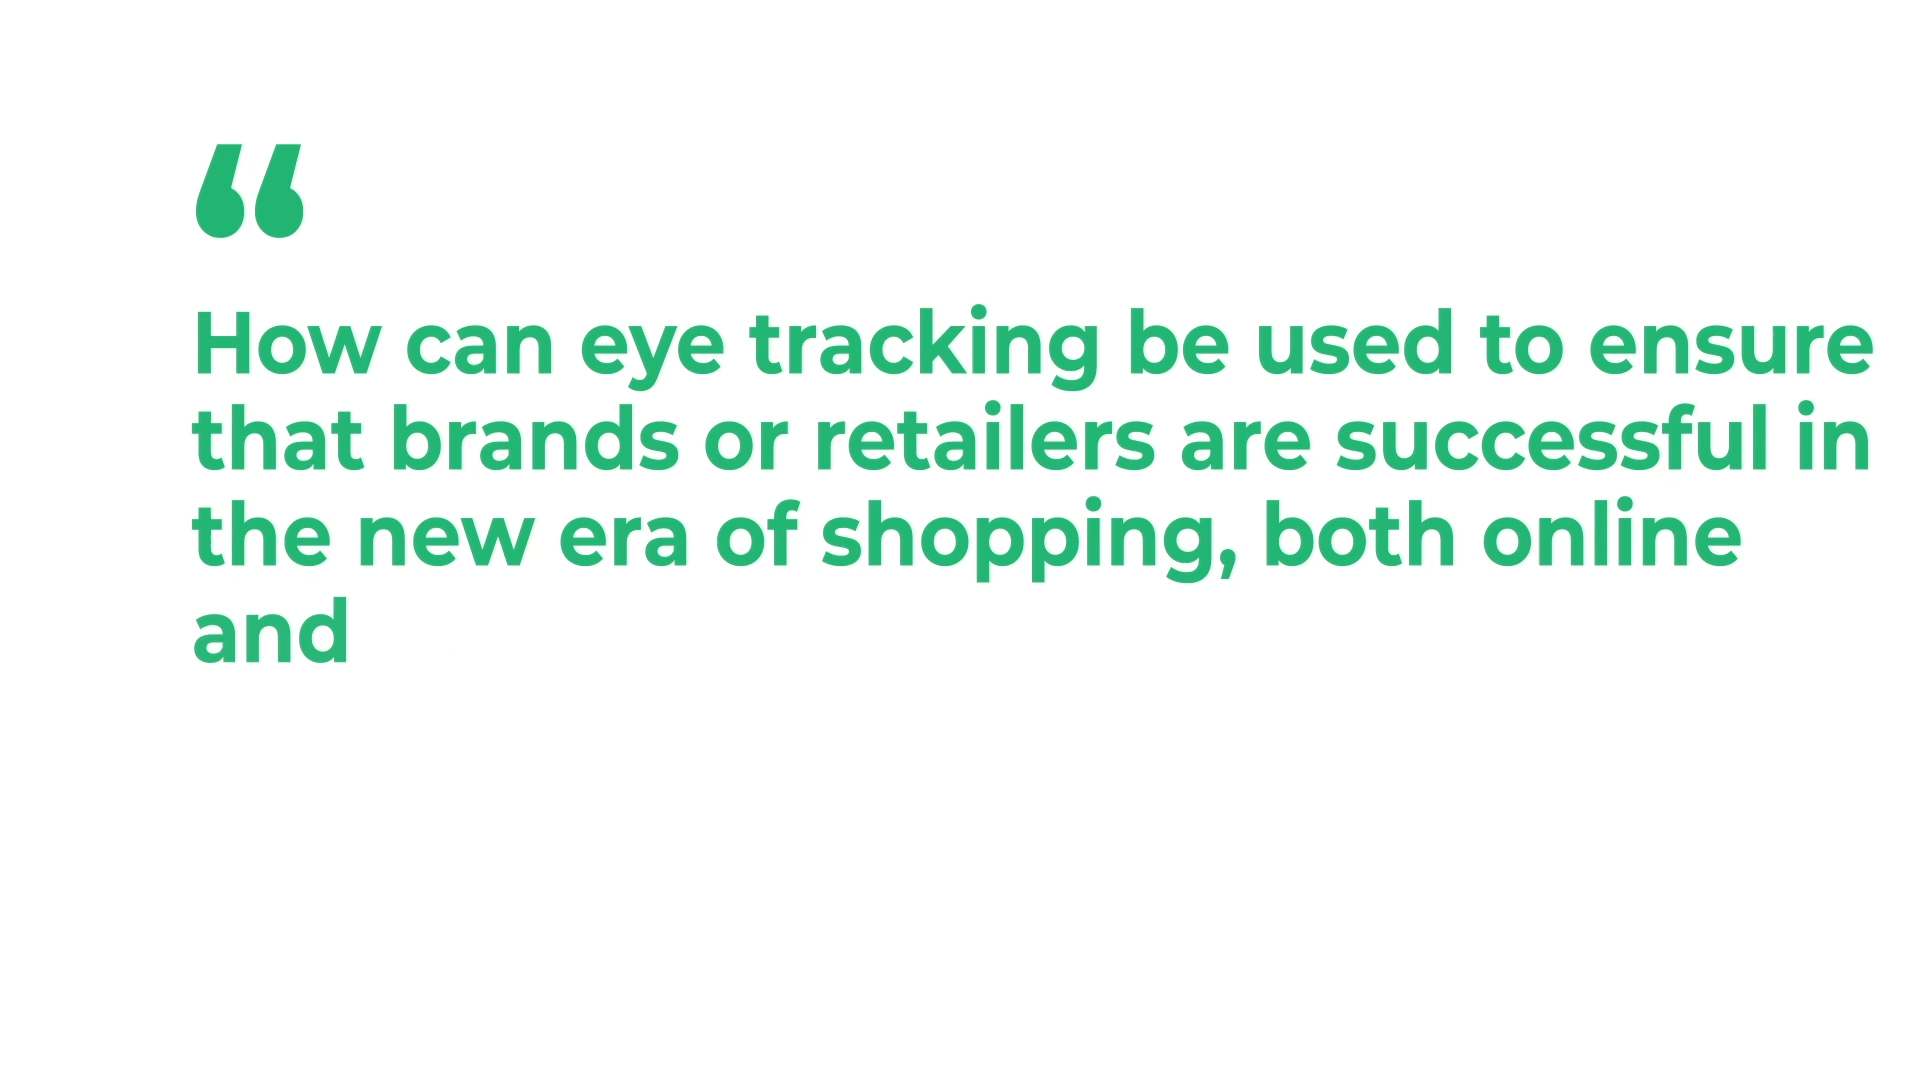 “
How can eye tracking be used to ensure
that brands or retailers are successful in
the new era of shopping, both online
and